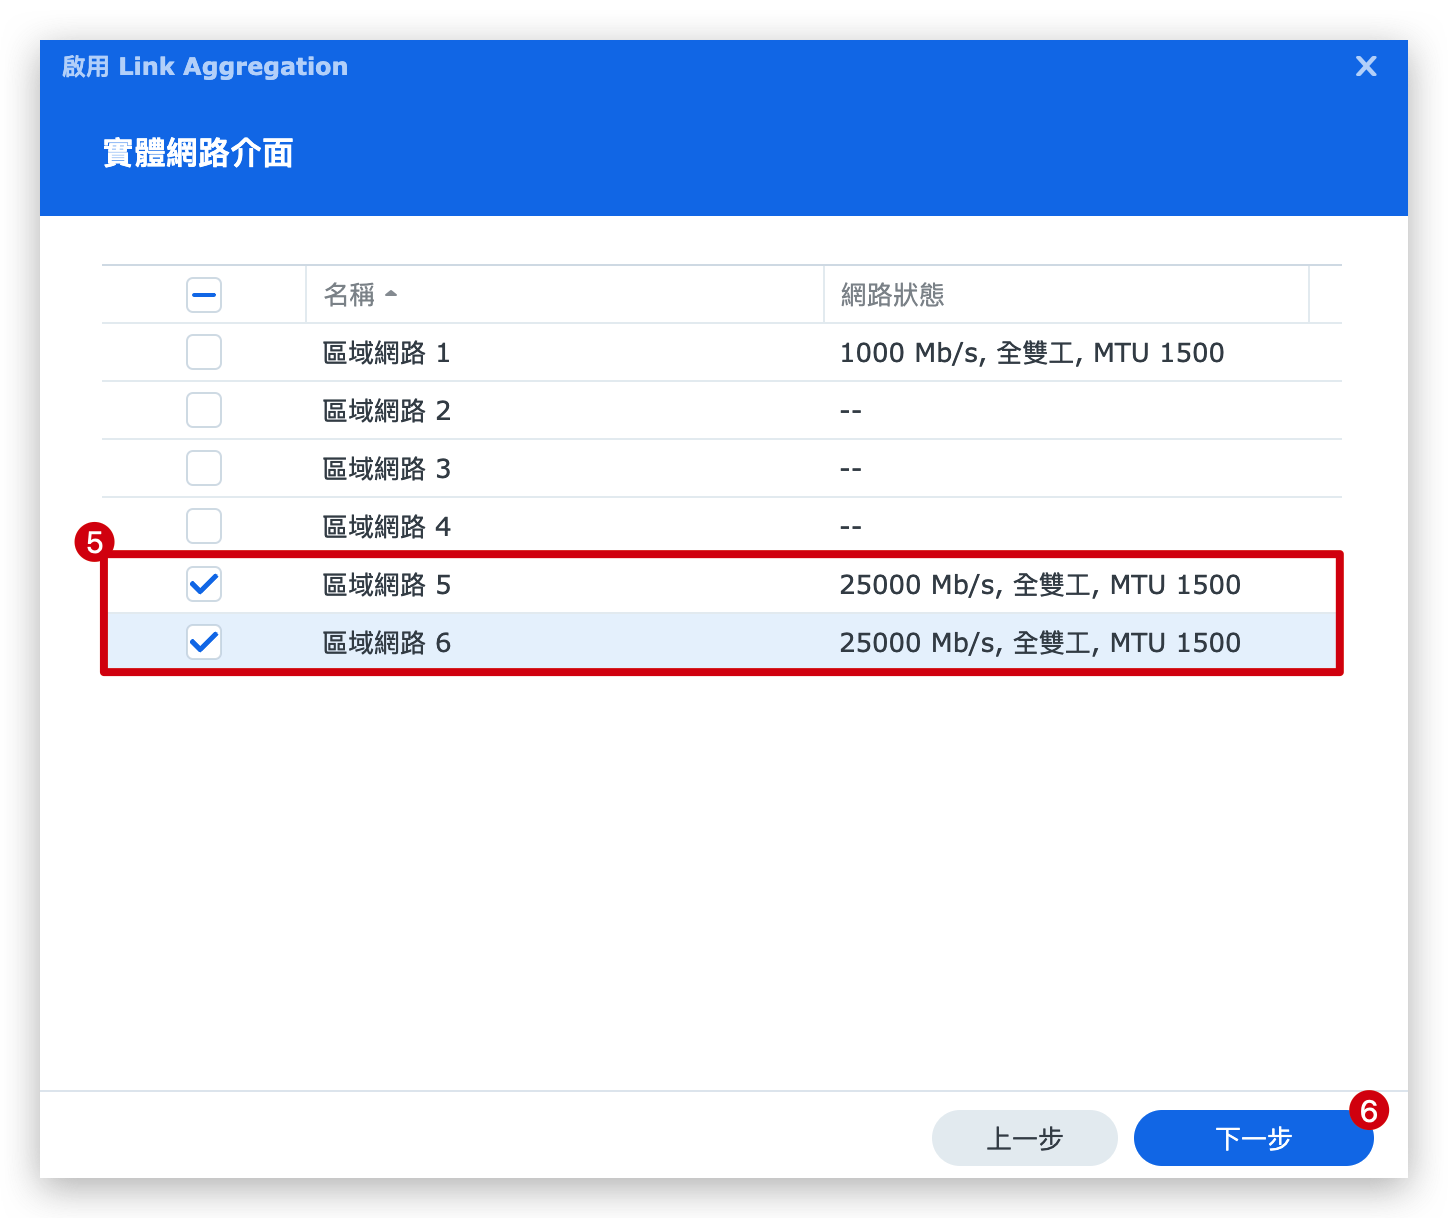 啟用 Link Aggregation
實體網路介面
名稱 網路狀態
區域網路 1 1000 Mb/s, 全雙工, MTU 1500
區域網路 2 --
區域網路 3 --
區域網路 4 --
5
區域網路 5 25000 Mb/s, 全雙工, MTU 1500
區域網路 6 25000 Mb/s, 全雙工, MTU 1500
6
上一步 下一步